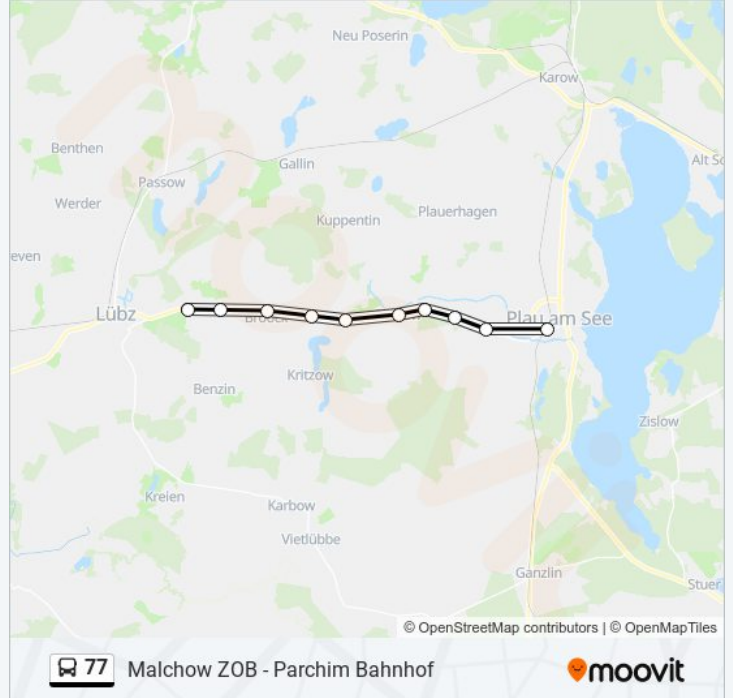 Neu Poserin
Karow
Benthen
Gallin
Alt Sc
Passow
Werder
Plauerhagen
Kuppentin
even
Lübz
Plau am See
Kritzow
Benzin
Zislow
Kreien
Karbow
Vietlübbe
Ganzlin
Stuer
© OpenStreetMap contributors | © OpenMapTiles
77 Malchow ZOB - Parchim Bahnhof
moovit